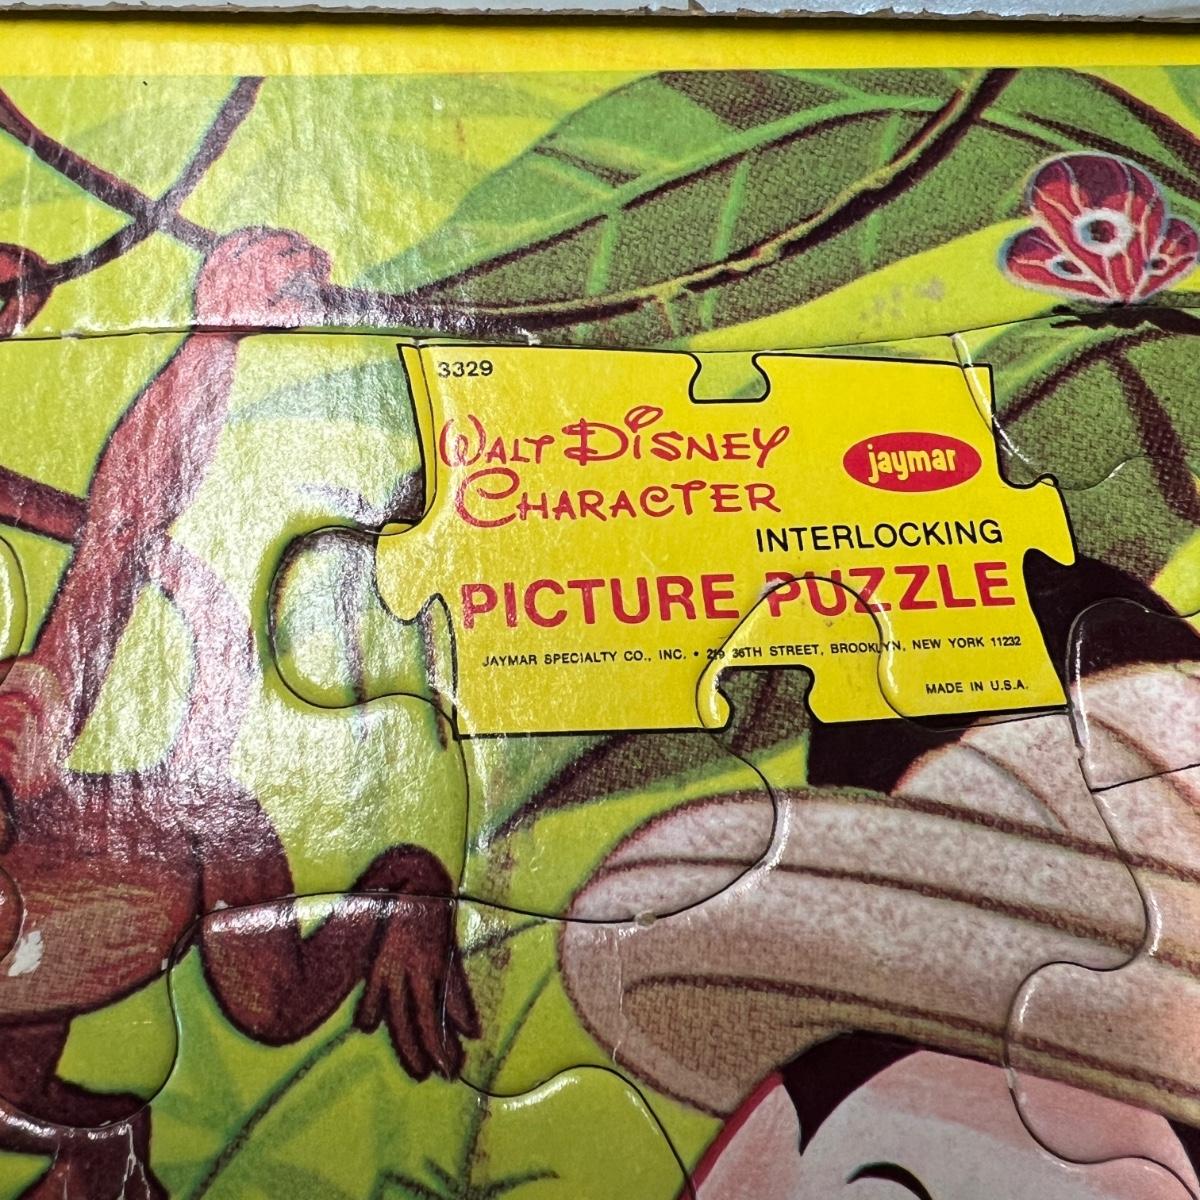 3329
WALT DISNEY
CHARACTER
jaymar
INTERLOCKING
PICTURE PUZZLE
JAYMAR SPECIALTY CO., INC. • 219 36TH STREET, BROOKLYN, NEW YORK 11232
MADE IN U.S.A.